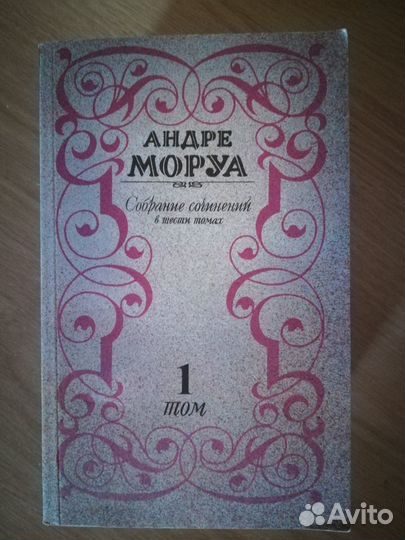 АНДРЕ
МОРУА
Собрание сочинений
в шести томах
1
том
Avito